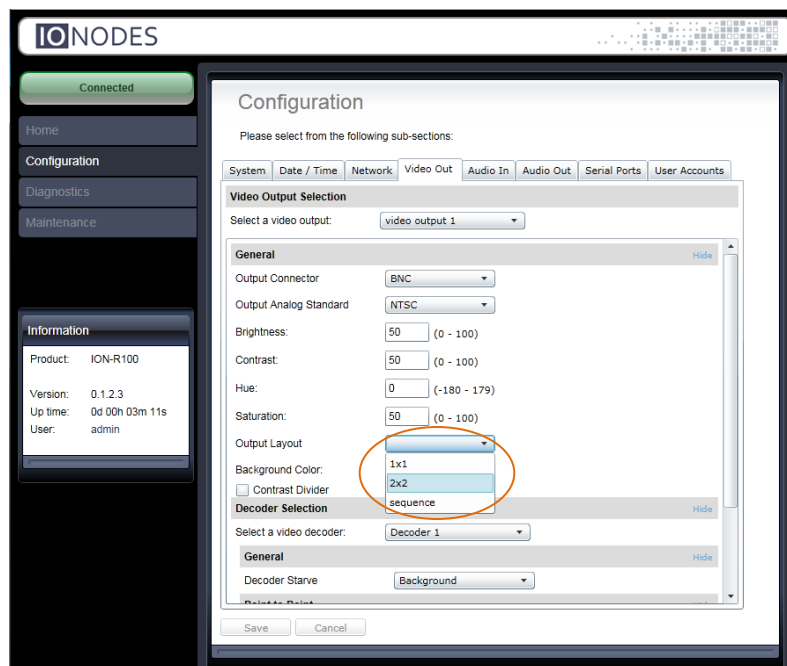 IONODES
Connected
Home
Configuration
Diagnostics
Maintenance
Information
Product: ION-R100
Version: 0.1.2.3
Up time: 0d 00h 03m 11s
User: admin
Configuration
Please select from the following sub-sections:
System Date / Time Network Video Out Audio In Audio Out Serial Ports User Accounts
Video Output Selection
Select a video output: video output 1
General Hide
Output Connector BNC
Output Analog Standard NTSC
Brightness: 50 (0 - 100)
Contrast: 50 (0 - 100)
Hue: 0 (-180 - 179)
Saturation: 50 (0 - 100)
Output Layout
1x1
Background Color:
2x2
Contrast Divider
sequence
Decoder Selection Hide
Select a video decoder: Decoder 1
General Hide
Decoder Starve Background
Save Cancel